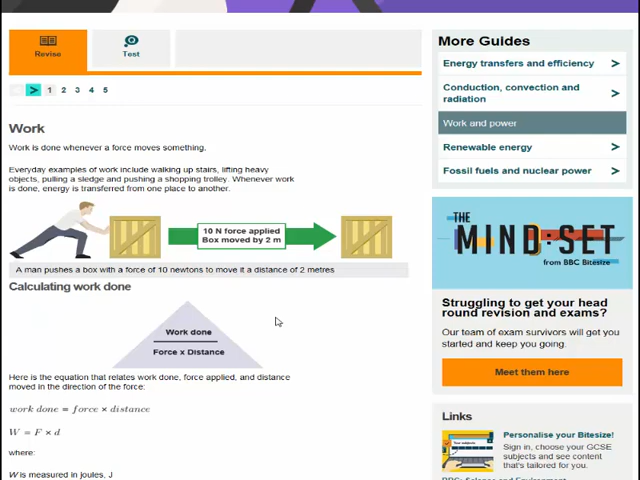 Revise
Test
> 1 2 3 4 5
Work
Work is done whenever a force moves something.
Everyday examples of work include walking up stairs, lifting heavy
objects, pulling a sledge and pushing a shopping trolley. Whenever work
is done, energy is transferred from one place to another.
10 N force applied
Box moved by 2 m
A man pushes a box with a force of 10 newtons to move it a distance of 2 metres
Calculating work done
Work done
Force x Distance
Here is the equation that relates work done, force applied, and distance
moved in the direction of the force:
work done = force × distance
W = F × d
where:
W is measured in joules, J
More Guides
Energy transfers and efficiency >
Conduction, convection and
radiation >
Work and power
Renewable energy >
Fossil fuels and nuclear power >
THE
MIND:SET
from BBC Bitesize
Struggling to get your head
round revision and exams?
Our team of exam survivors will get you
started and keep you going.
Meet them here
Links
Personalise your Bitesize!
Sign in, choose your GCSE
subjects and see content
that's tailored for you.